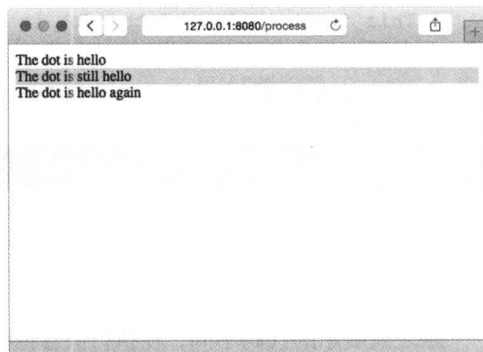 127.0.0.1:8080/process
The dot is hello
The dot is still hello
The dot is hello again